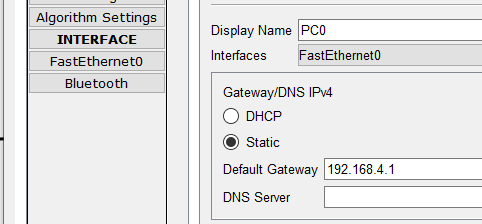 Algorithm Settings
INTERFACE
FastEthernet0
Bluetooth
Display Name PC0
Interfaces FastEthernet0
Gateway/DNS IPv4
DHCP
Static
Default Gateway 192.168.4.1
DNS Server